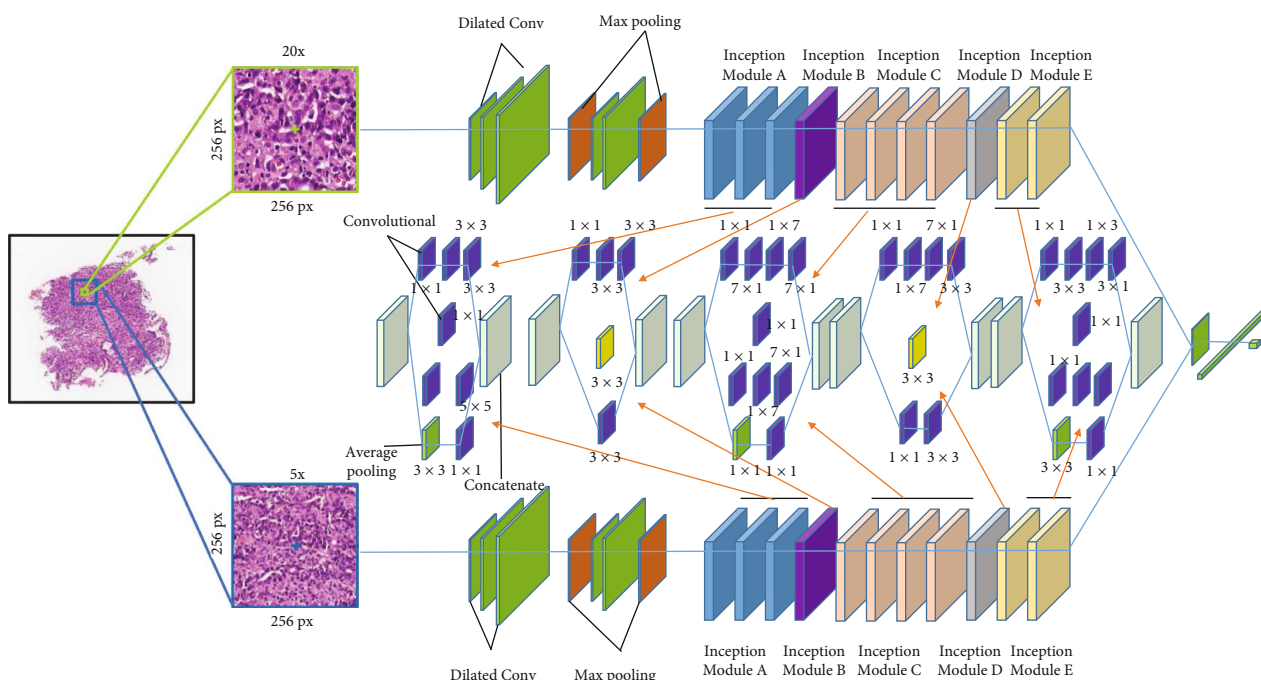 Dilated Conv
Max pooling
20x
Inception Module A
Inception Module B
Inception Module C
Inception Module D
Inception Module E
256 px
256 px
Convolutional
3 × 3
1 × 1
3 × 3
1 × 1
1 × 7
1 × 1
7 × 1
1 × 1
1 × 3
1 × 1
3 × 3
3 × 3
7 × 1
7 × 1
1 × 7
3 × 3
3 × 3
3 × 1
1 × 1
1 × 1
1 × 1
1 × 1
7 × 1
1 × 1
3 × 3
3 × 3
5 × 5
1 × 7
Average pooling
3 × 3
1 × 1
3 × 3
1 × 1
1 × 1
1 × 1
3 × 3
3 × 3
1 × 1
5x
Concatenate
256 px
256 px
Dilated Conv
Max pooling
Inception Module A
Inception Module B
Inception Module C
Inception Module D
Inception Module E